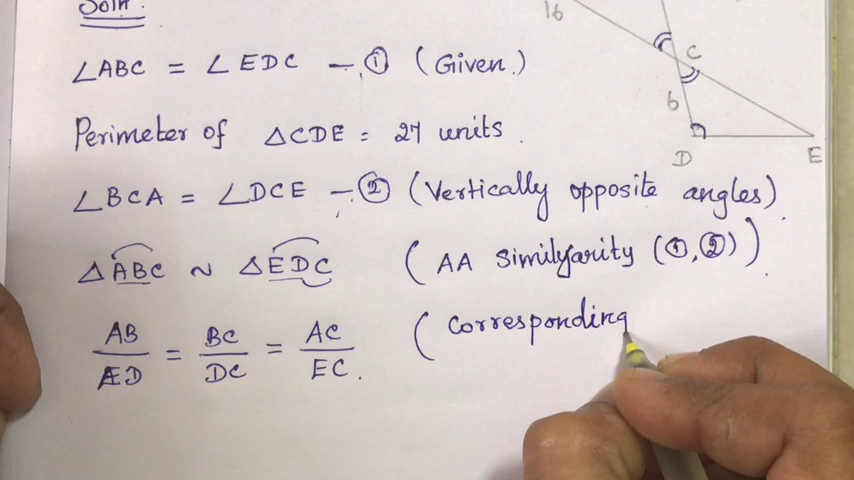 Soln.
16
∠ABC = ∠EDC — ① (Given.)
C
6
Perimeter of △CDE = 27 units.
D E
∠BCA = ∠DCE — ② (Vertically opposite angles).
△ABC ~ △EDC (AA Similyarity (①,②)).
AB/ED = BC/DC = AC/EC. (Corresponding